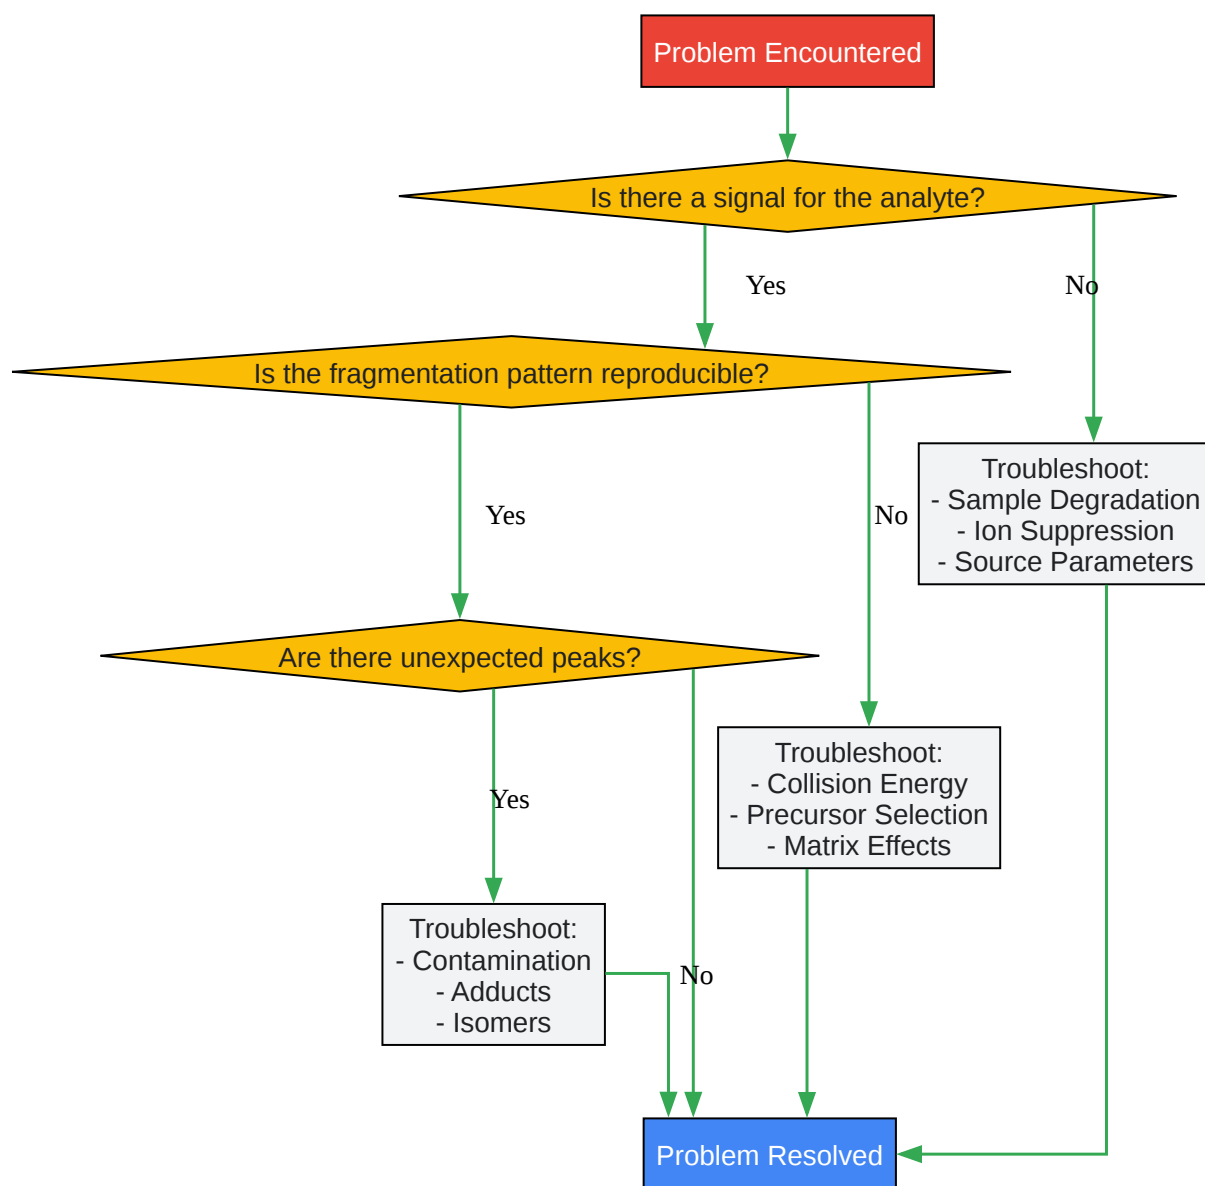 Problem Encountered
Is there a signal for the analyte?
Yes
No
Is the fragmentation pattern reproducible?
Troubleshoot:
- Sample Degradation
- Ion Suppression
- Source Parameters
Yes
No
Are there unexpected peaks?
Troubleshoot:
- Collision Energy
- Precursor Selection
- Matrix Effects
Yes
Troubleshoot:
- Contamination
- Adducts
- Isomers
No
Problem Resolved